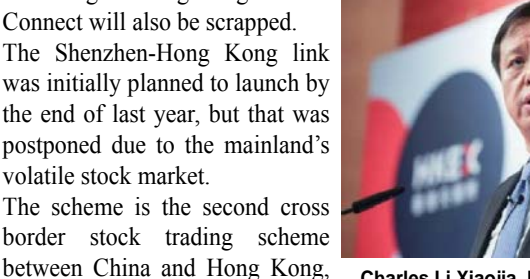 Connect will also be scrapped.
The Shenzhen-Hong Kong link
was initially planned to launch by
the end of last year, but that was
postponed due to the mainland's
volatile stock market.
The scheme is the second cross
border stock trading scheme
between China and Hong Kong,
HKEX
Charles Li Xiaojia